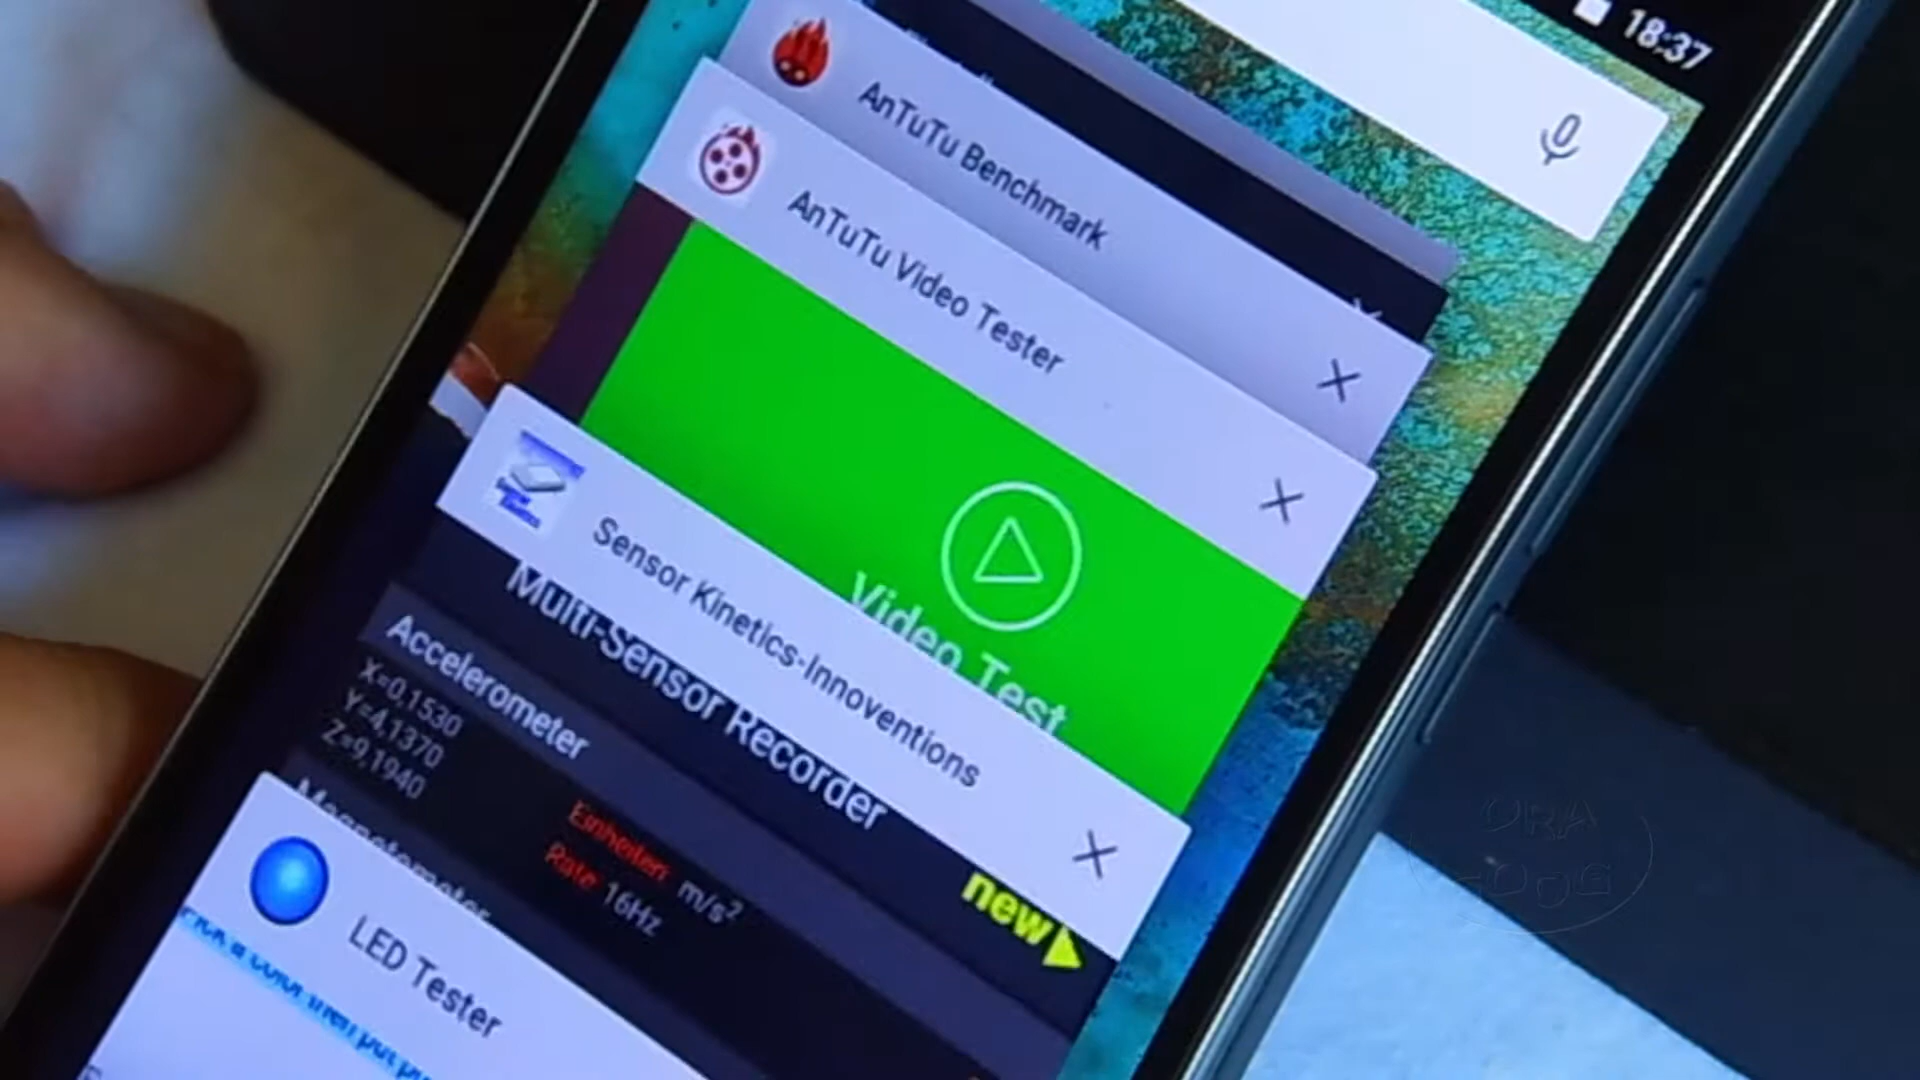 18:37
AnTuTu Benchmark
AnTuTu Video Tester
Video Test
Sensor Kinetics-Innoventions
Multi-Sensor Recorder
Accelerometer
X=0,1530
Y=4,1370
Z=9,1940
Einheiten m/s²
Rate 16Hz
new
Magnetometer
LED Tester